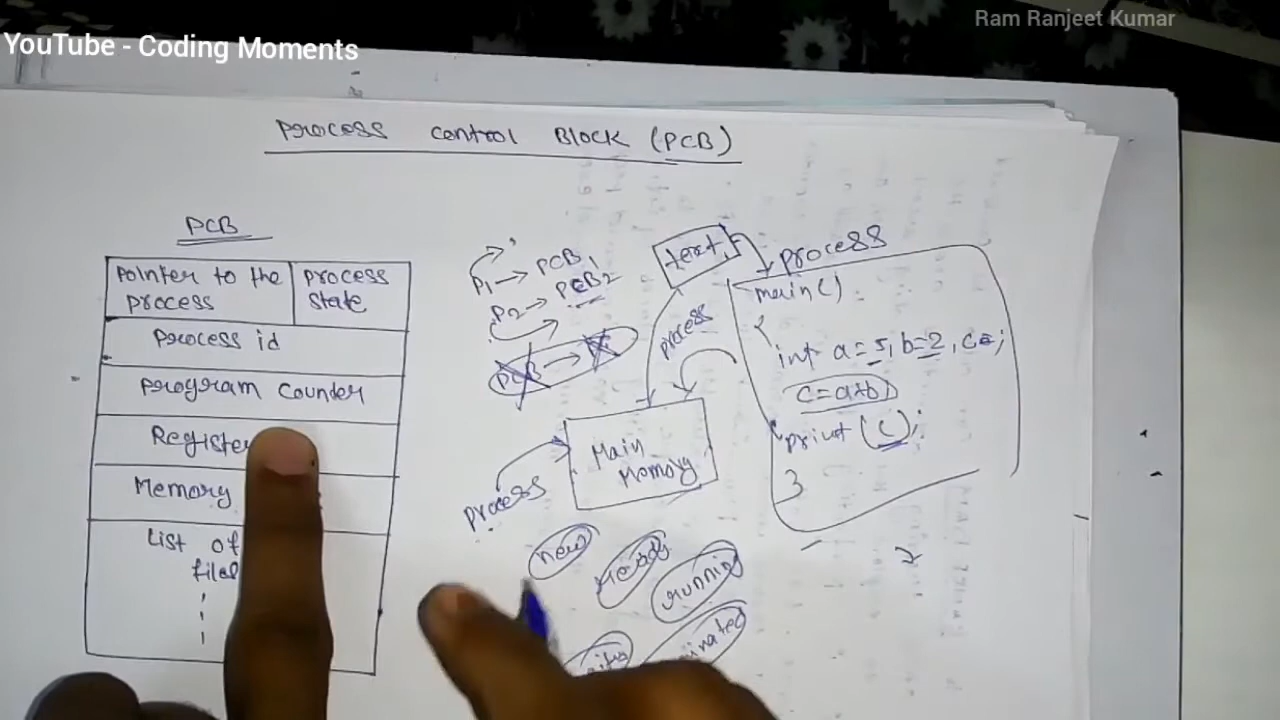 Ram Ranjeet Kumar
YouTube - Coding Moments
Process Control Block (PCB)
PCB
Pointer to the process
process state
process id
program counder
Register
Memory
List of
files
P1 → PCB1
P2 → PCB2
PCB →
text
process
process
main()
{
int a=5, b=2, c
c=a+b
print (c);
}
Main
Memory
process
new
ready
running